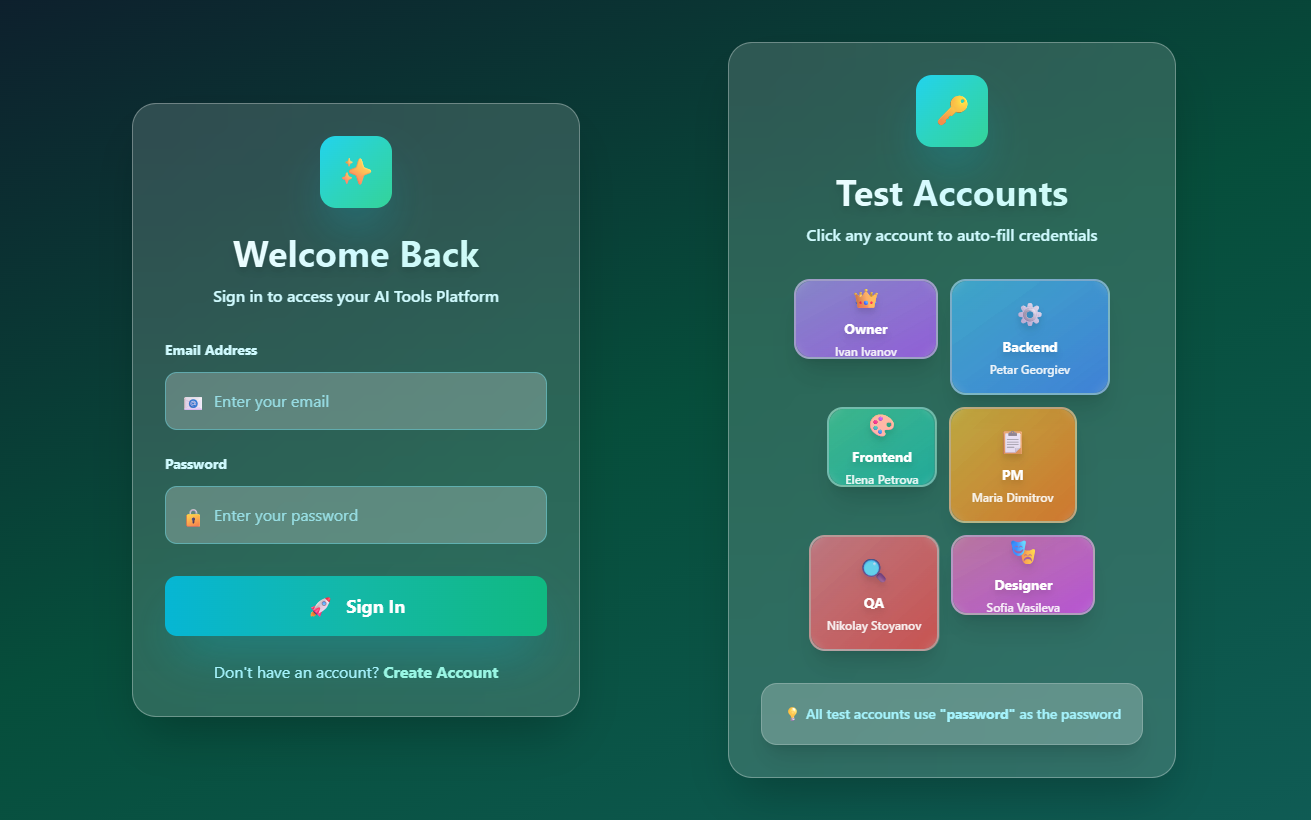 Welcome Back
Sign in to access your AI Tools Platform
Email Address
Enter your email
Password
Enter your password
Sign In
Don't have an account? Create Account
Test Accounts
Click any account to auto-fill credentials
Owner
Ivan Ivanov
Backend
Petar Georgiev
Frontend
Elena Petrova
PM
Maria Dimitrov
QA
Nikolay Stoyanov
Designer
Sofia Vasileva
All test accounts use "password" as the password